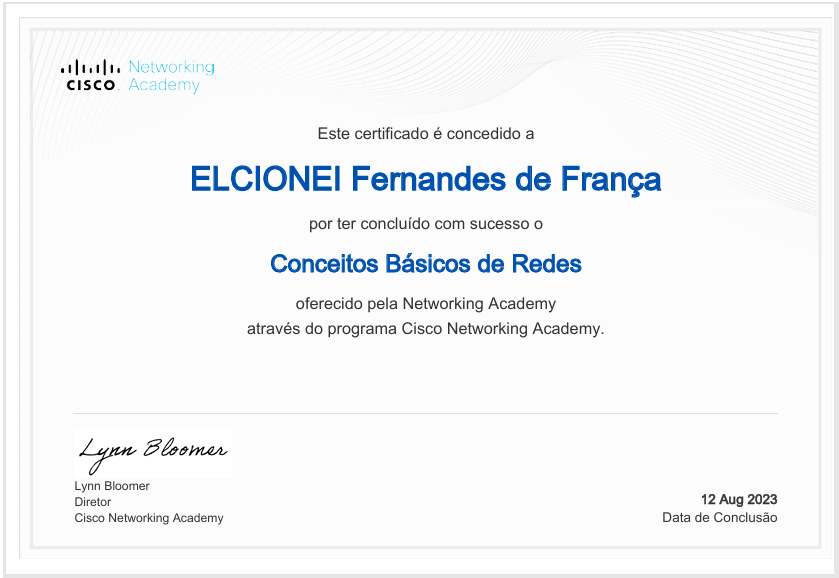 CISCO Networking
Academy
Este certificado é concedido a
ELCIONEI Fernandes de França
por ter concluído com sucesso o
Conceitos Básicos de Redes
oferecido pela Networking Academy
através do programa Cisco Networking Academy.
Lynn Bloomer
Lynn Bloomer
Diretor
Cisco Networking Academy
12 Aug 2023
Data de Conclusão